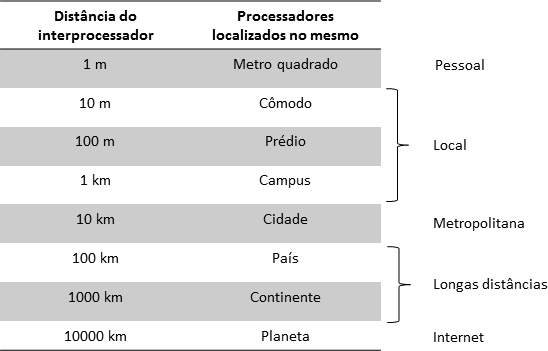 Distância do interprocessador
Processadores localizados no mesmo
1 m Metro quadrado Pessoal
10 m Cômodo
100 m Prédio Local
1 km Campus
10 km Cidade Metropolitana
100 km País
Longas distâncias
1000 km Continente
10000 km Planeta Internet